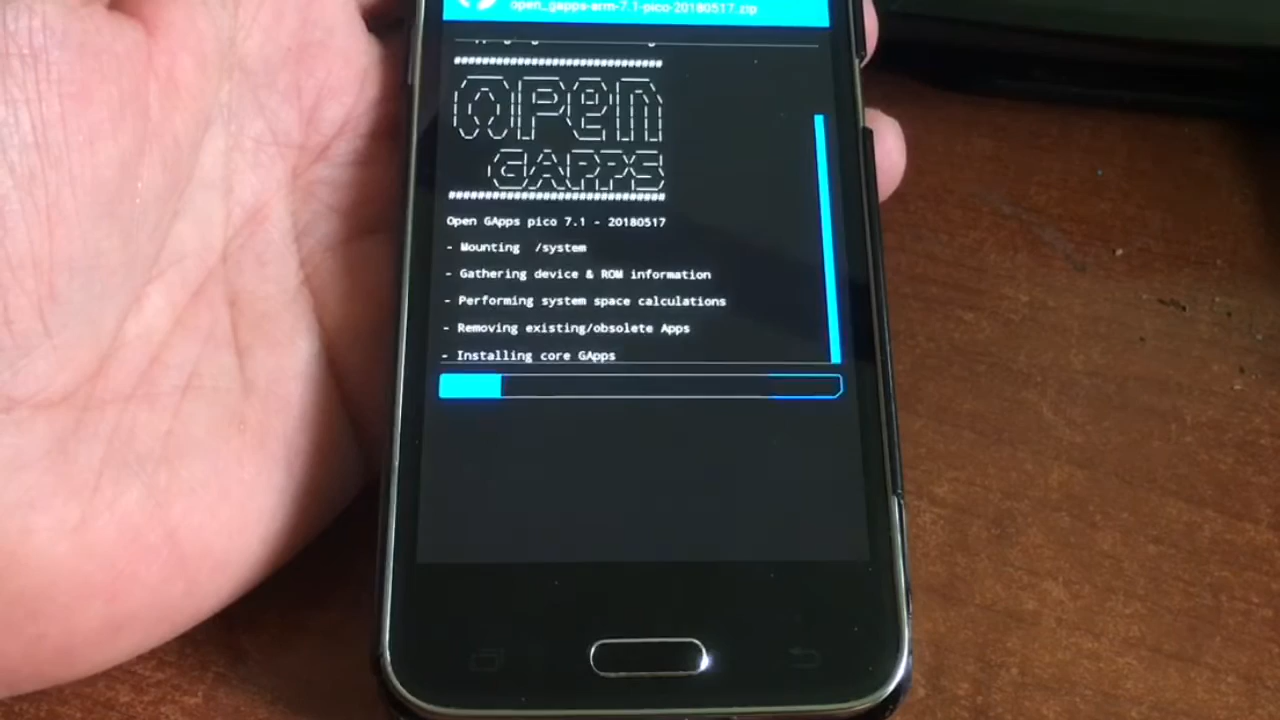 open_gapps-arm-7.1-pico-20180517.zip
##############################
OPEN
GAPPS
##############################
Open GApps pico 7.1 - 20180517
- Mounting /system
- Gathering device & ROM information
- Performing system space calculations
- Removing existing/obsolete Apps
- Installing core GApps